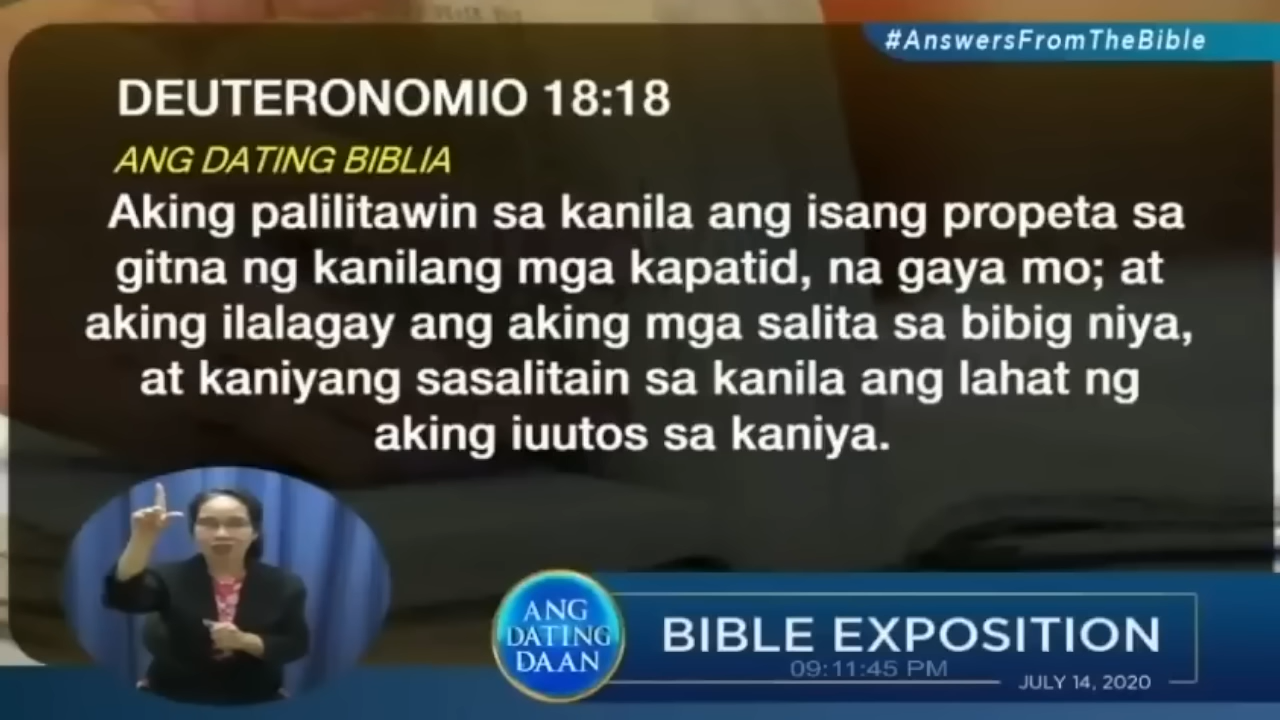 #AnswersFromTheBible
DEUTERONOMIO 18:18
ANG DATING BIBLIA
Aking palilitawin sa kanila ang isang propeta sa
gitna ng kanilang mga kapatid, na gaya mo; at
aking ilalagay ang aking mga salita sa bibig niya,
at kaniyang sasalitain sa kanila ang lahat ng
aking iuutos sa kaniya.
ANG
DATING
DAAN
BIBLE EXPOSITION
09:11:45 PM
JULY 14, 2020